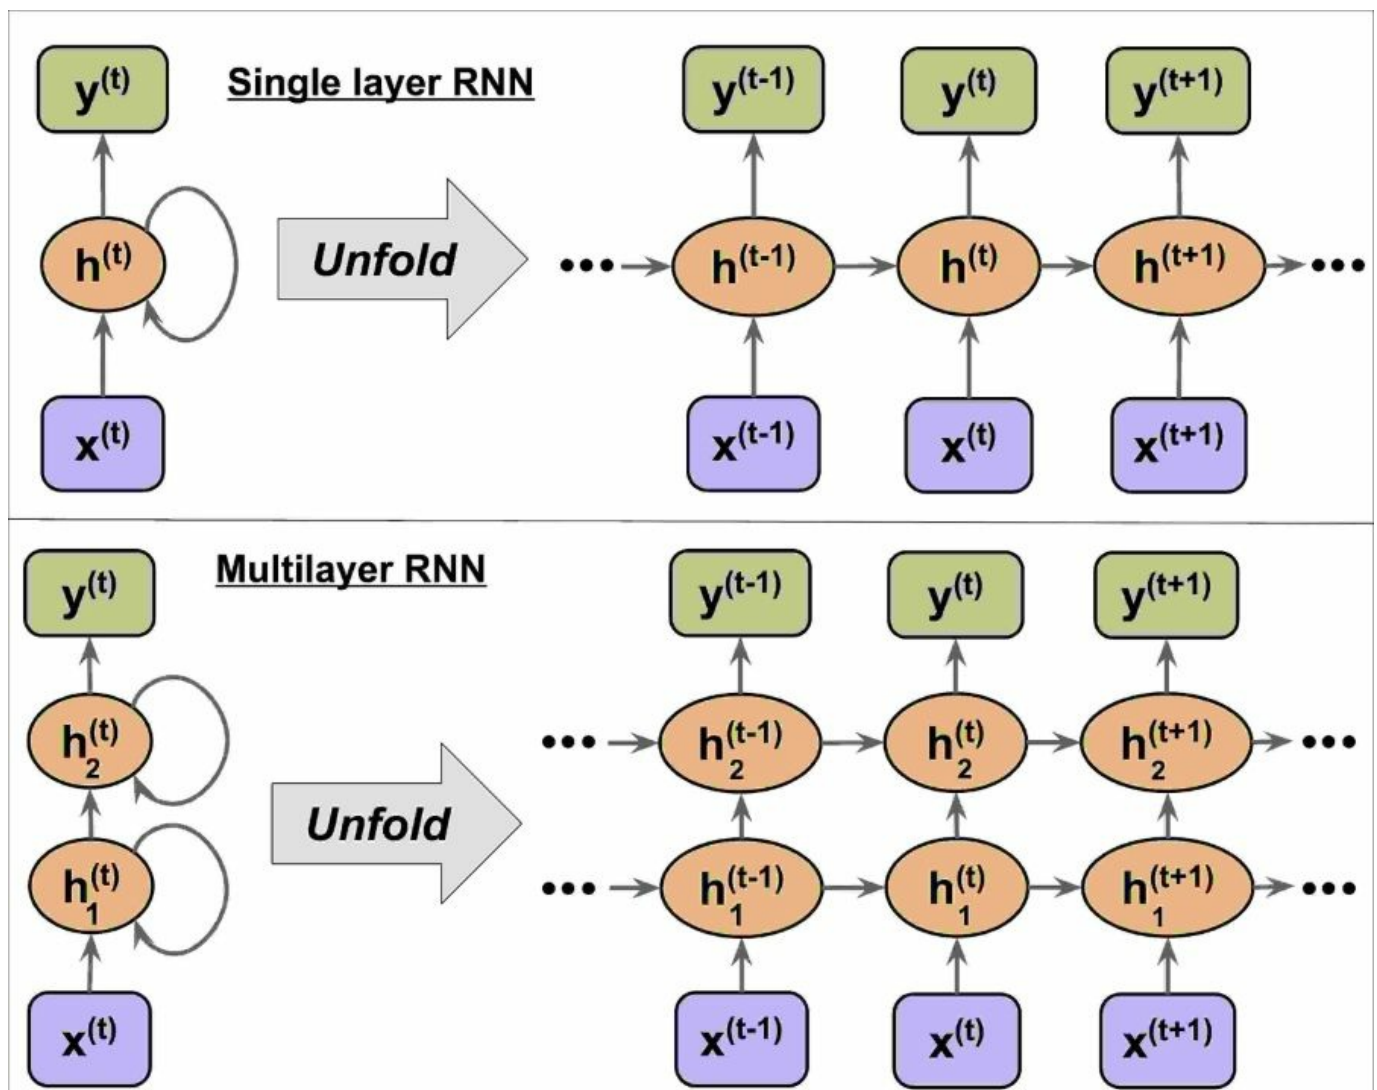 y(t) Single layer RNN y(t-1) y(t) y(t+1)
h(t) Unfold ••• h(t-1) h(t) h(t+1) •••
x(t) x(t-1) x(t) x(t+1)
y(t) Multilayer RNN y(t-1) y(t) y(t+1)
h2(t) ••• h2(t-1) h2(t) h2(t+1) •••
Unfold
h1(t) ••• h1(t-1) h1(t) h1(t+1) •••
x(t) x(t-1) x(t) x(t+1)